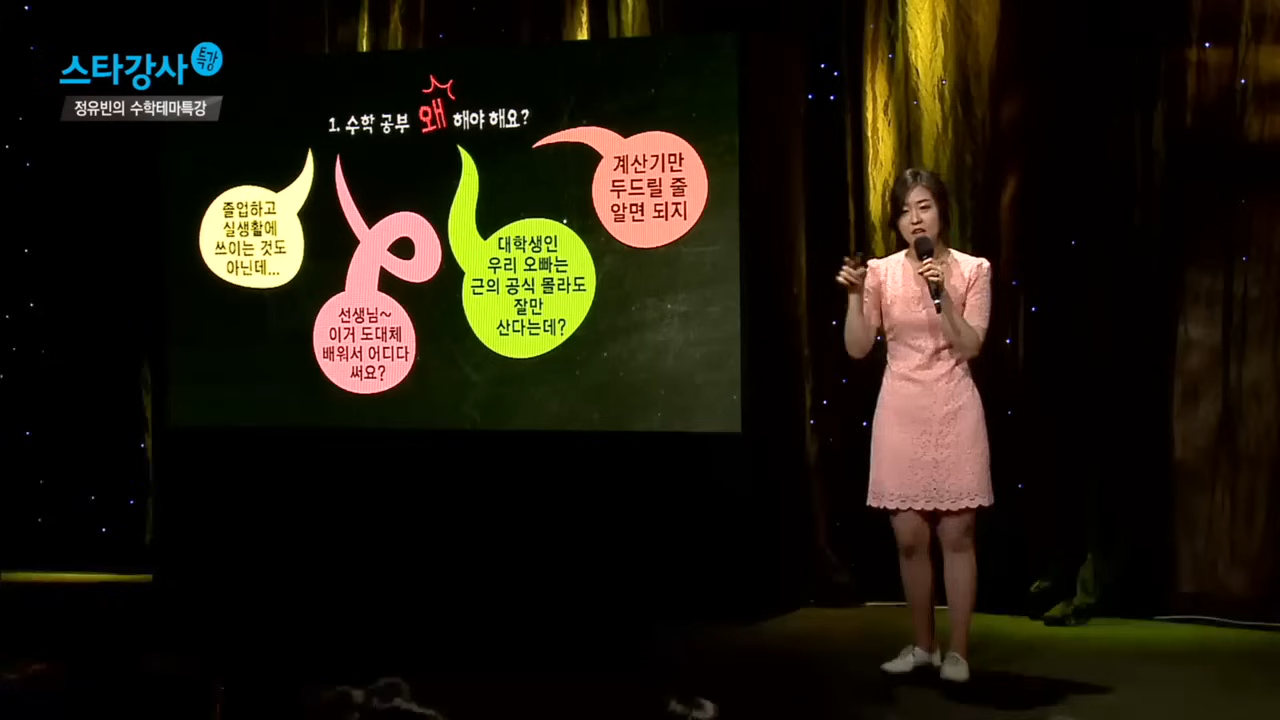 스타강사 특강
정유빈의 수학테마특강
1. 수학 공부 왜 해야 해요?
졸업하고
실생활에
쓰이는 것도
아닌데...
선생님~
이거 도대체
배워서 어디다
써요?
대학생인
우리 오빠는
근의 공식 몰라도
잘만
산다는데?
계산기만
두드릴 줄
알면 되지